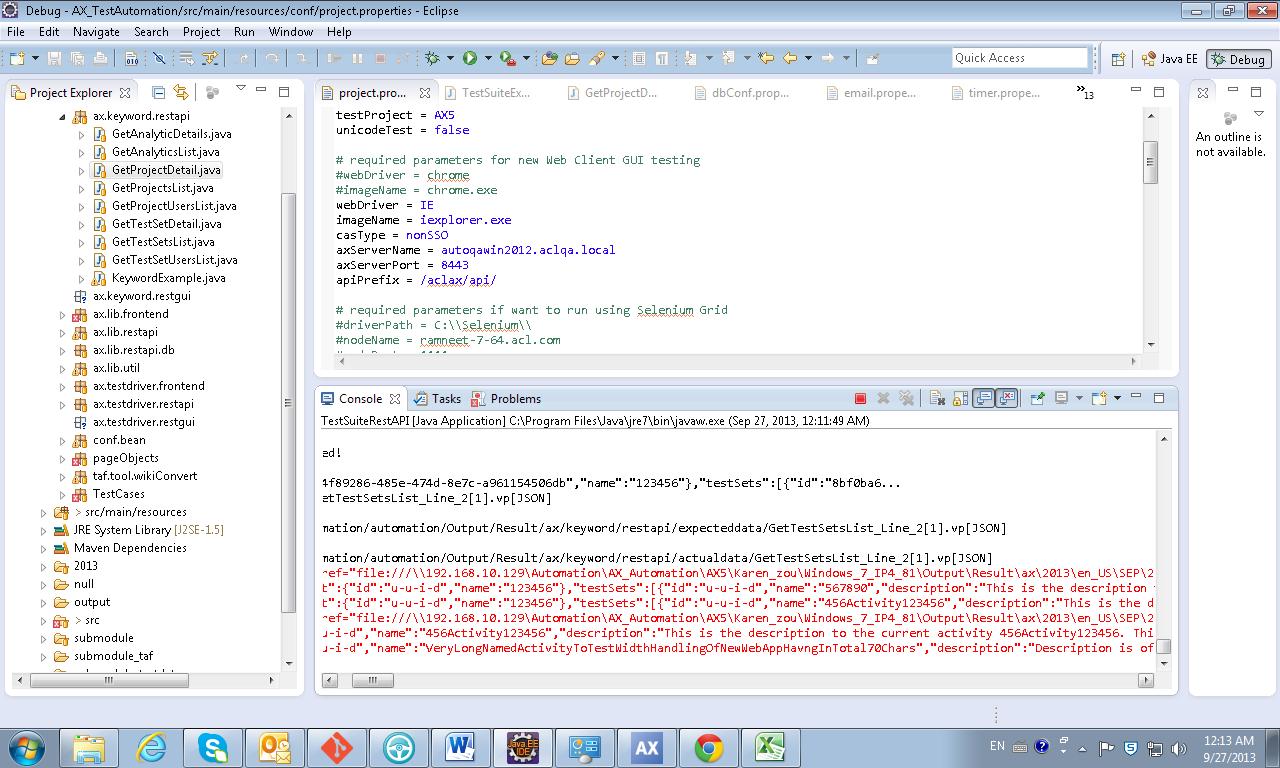 Debug - AX_TestAutomation/src/main/resources/conf/project.properties - Eclipse
File Edit Navigate Search Project Run Window Help
Quick Access
Java EE
Debug
Project Explorer
ax.keyword.restapi
GetAnalyticDetails.java
GetAnalyticsList.java
GetProjectDetail.java
GetProjectsList.java
GetProjectUsersList.java
GetTestSetDetail.java
GetTestSetsList.java
GetTestSetUsersList.java
KeywordExample.java
ax.keyword.restgui
ax.lib.frontend
ax.lib.restapi
ax.lib.restapi.db
ax.lib.util
ax.testdriver.frontend
ax.testdriver.restapi
ax.testdriver.restgui
conf.bean
pageObjects
taf.tool.wikiConvert
TestCases
> src/main/resources
JRE System Library [J2SE-1.5]
Maven Dependencies
2013
null
output
> src
submodule
submodule_taf
project.pro... TestSuiteEx... GetProjectD... dbConf.prop... email.prope... timer.prope... »13
testProject = AX5
unicodeTest = false
# required parameters for new Web Client GUI testing
#webDriver = chrome
#imageName = chrome.exe
webDriver = IE
imageName = iexplorer.exe
casType = nonSSO
axServerName = autoqawin2012.aclqa.local
axServerPort = 8443
apiPrefix = /aclax/api/
# required parameters if want to run using Selenium Grid
#driverPath = C:\\Selenium\\
#nodeName = ramneet-7-64.acl.com
An outline is
not available.
Console Tasks Problems
TestSuiteRestAPI [Java Application] C:\Program Files\Java\jre7\bin\javaw.exe (Sep 27, 2013, 12:11:49 AM)
ed!
4f89286-485e-474d-8e7c-a961154506db","name":"123456"},"testSets":[{"id":"8bf0ba6...
etTestSetsList_Line_2[1].vp[JSON]
mation/automation/Output/Result/ax/keyword/restapi/expecteddata/GetTestSetsList_Line_2[1].vp[JSON]
mation/automation/Output/Result/ax/keyword/restapi/actualdata/GetTestSetsList_Line_2[1].vp[JSON]
ref="file:///\\192.168.10.129\Automation\AX_Automation\AX5\Karen_zou\Windows_7_IP4_81\Output\Result\ax\2013\en_US\SEP\2
t":{"id":"u-u-i-d","name":"123456"},"testSets":[{"id":"u-u-i-d","name":"567890","description":"This is the description
t":{"id":"u-u-i-d","name":"123456"},"testSets":[{"id":"u-u-i-d","name":"456Activity123456","description":"This is the d
ref="file:///\\192.168.10.129\Automation\AX_Automation\AX5\Karen_zou\Windows_7_IP4_81\Output\Result\ax\2013\en_US\SEP\2
u-i-d","name":"456Activity123456","description":"This is the description to the current activity 456Activity123456. Thi
u-i-d","name":"VeryLongNamedActivityToTestWidthHandlingOfNewWebAppHavngInTotal70Chars","description":"Description is of
Java EE
IDE
AX
EN
12:13 AM
9/27/2013